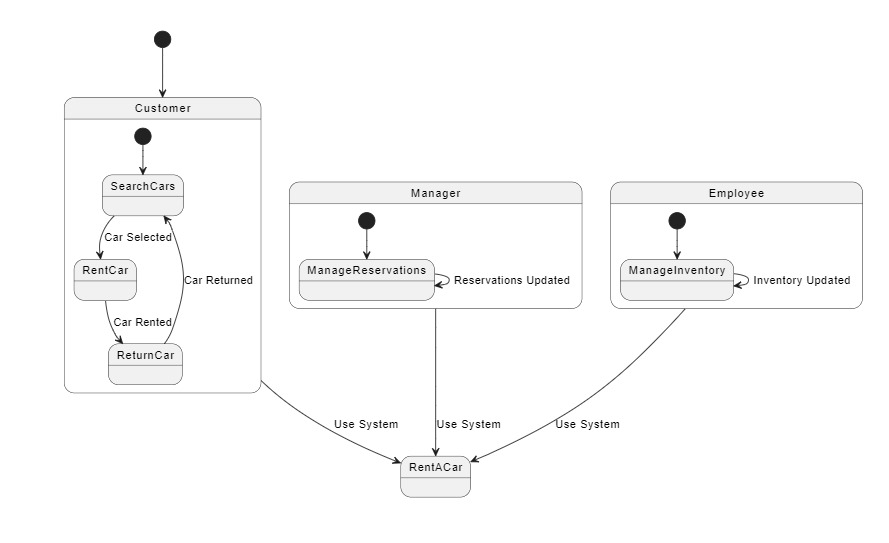 Customer
SearchCars
Car Selected
RentCar
Car Returned
Car Rented
ReturnCar
Manager
ManageReservations
Reservations Updated
Employee
ManageInventory
Inventory Updated
Use System
Use System
Use System
RentACar